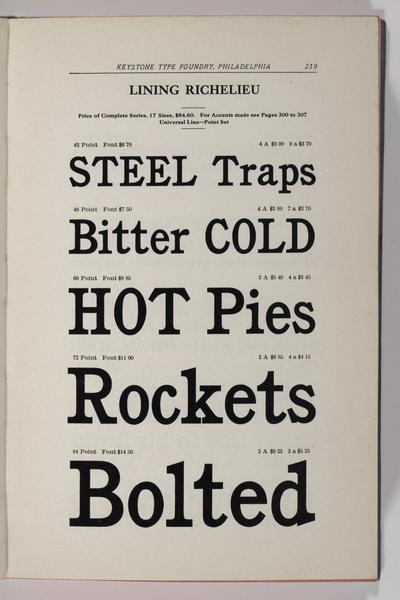 KEYSTONE TYPE FOUNDRY, PHILADELPHIA 219
LINING RICHELIEU
Price of Complete Series, 17 Sizes, $84.60. For Accents made see Pages 300 to 307
Universal Line—Point Set
42 Point Font $6 70 4 A $3 00 9 a $3 70
STEEL Traps
48 Point Font $7 50 4 A $3 80 7 a $3 70
Bitter COLD
60 Point Font $8 85 3 A $5 40 4 a $3 45
HOT Pies
72 Point Font $11 00 2 A $6 85 4 a $4 15
Rockets
84 Point Font $14 50 2 A $9 25 3 a $5 25
Bolted